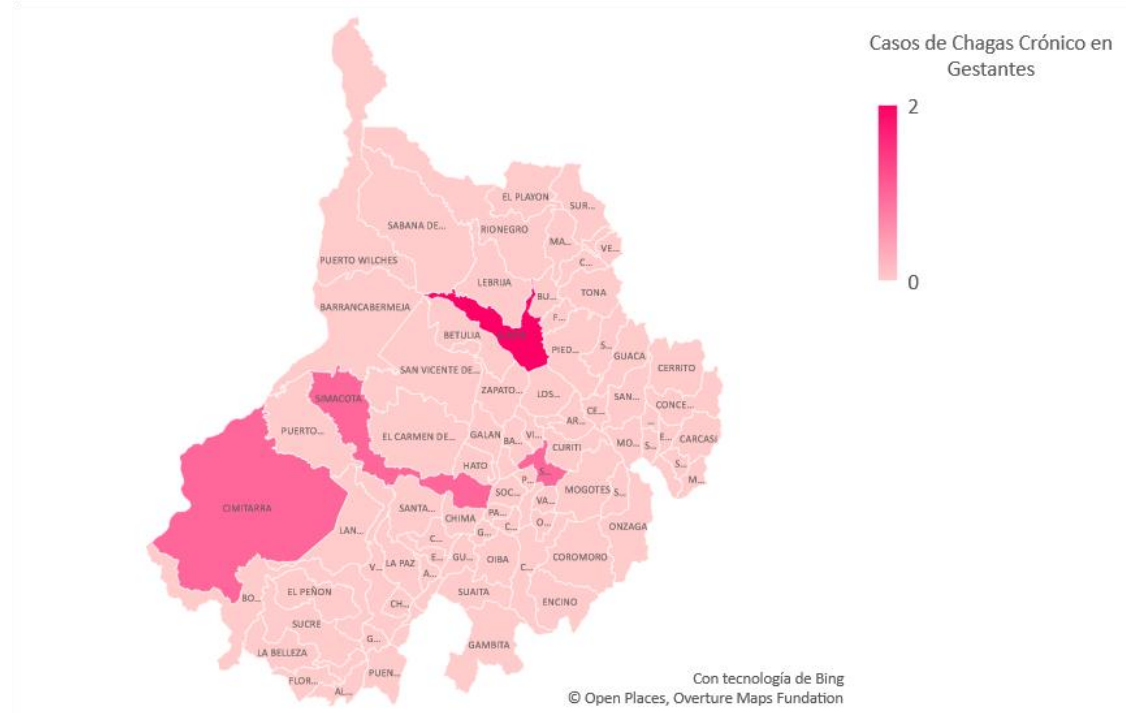 Casos de Chagas Crónico en
Gestantes
2
0
EL PLAYON
SUR...
SABANA DE...
RIONEGRO
MA...
VE...
C...
PUERTO WILCHES
LEBRIJA
BU...
TONA
BARRANCABERMEJA
F...
BETULIA
PIED...
S...
GUACA
CERRITO
SAN VICENTE DE...
ZAPATO...
LOS...
SAN...
CONCE...
SIMACOTA
CE...
AR...
...
PUERTO...
EL CARMEN DE...
GALAN
BA...
VI...
CURITI
MO...
S...
E...
CARCASI
HATO
S...
P...
S...
M...
SOC...
VA...
MOGOTES
S...
CIMITARRA
SANTA...
CHIMA
PA...
C...
O...
ONZAGA
LAN...
C...
G...
V...
LA PAZ
E...
A...
GU...
OIBA
C...
COROMORO
EL PEÑON
BO...
CH...
SUAITA
ENCINO
SUCRE
G...
GAMBITA
LA BELLEZA
FLOR...
AL...
PUEN...
Con tecnología de Bing
© Open Places, Overture Maps Fundation